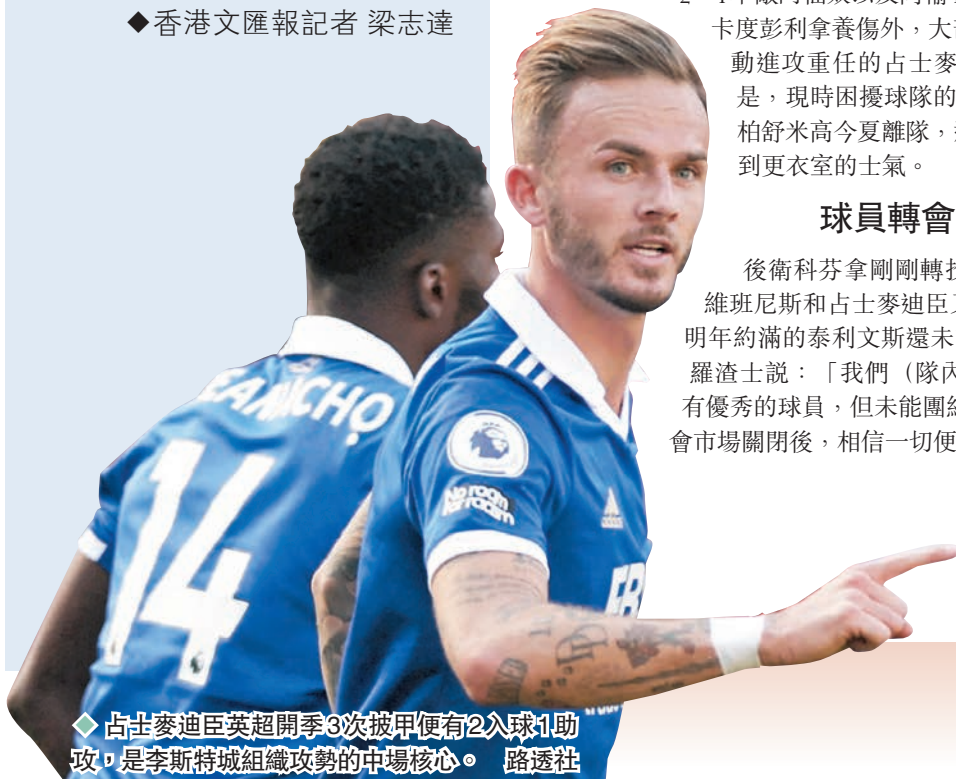 ◆香港文匯報記者 梁志達
卡度彭利拿養傷外，大
動進攻重任的占士麥
是，現時困擾球隊的
柏舒米高今夏離隊，
到更衣室的士氣。
球員轉會
後衛科芬拿剛剛轉投
維班尼斯和占士麥迪臣
明年約滿的泰利文斯還未
羅渣士說：「我們（隊內
有優秀的球員，但未能團
會市場關閉後，相信一切便
EANACHO
14
No room for racism
FB
◆ 占士麥迪臣英超開季3次披甲便有2入球1助
攻，是李斯特城組織攻勢的中場核心。 路透社